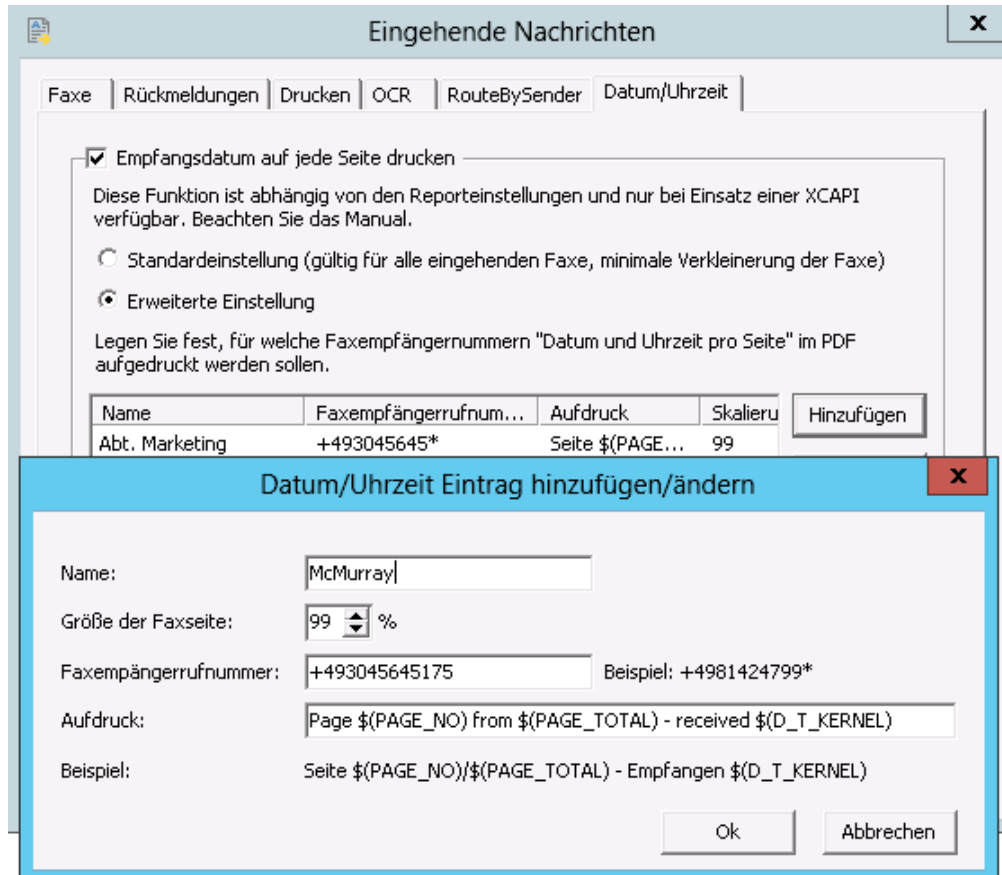 Eingehende Nachrichten
x
Faxe Rückmeldungen Drucken OCR RouteBySender Datum/Uhrzeit
Empfangsdatum auf jede Seite drucken
Diese Funktion ist abhängig von den Reporteinstellungen und nur bei Einsatz einer XCAPI
verfügbar. Beachten Sie das Manual.
Standardeinstellung (gültig für alle eingehenden Faxe, minimale Verkleinerung der Faxe)
Erweiterte Einstellung
Legen Sie fest, für welche Faxempfängernummern "Datum und Uhrzeit pro Seite" im PDF
aufgedruckt werden sollen.
Name Faxempfängerrufnum... Aufdruck Skalieru Hinzufügen
Abt. Marketing +493045645* Seite $(PAGE... 99
Datum/Uhrzeit Eintrag hinzufügen/ändern
x
Name: McMurray
Größe der Faxseite: 99 %
Faxempängerrufnummer: +493045645175 Beispiel: +4981424799*
Aufdruck: Page $(PAGE_NO) from $(PAGE_TOTAL) - received $(D_T_KERNEL)
Beispiel: Seite $(PAGE_NO)/$(PAGE_TOTAL) - Empfangen $(D_T_KERNEL)
Ok Abbrechen